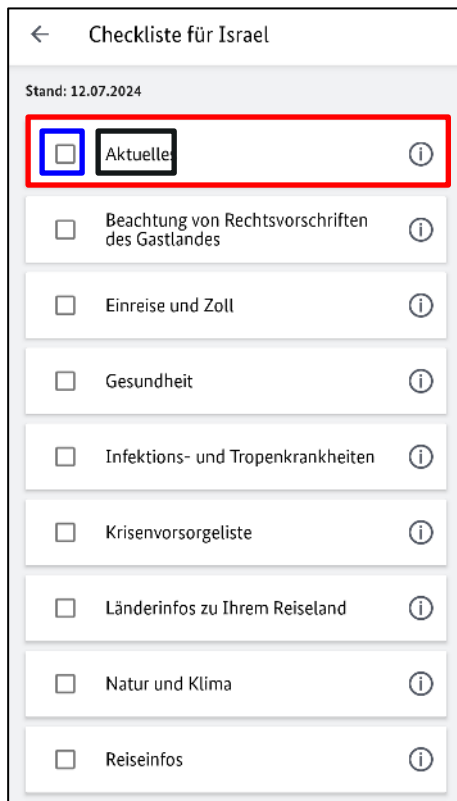 Checkliste für Israel
Stand: 12.07.2024
Aktuelles
Beachtung von Rechtsvorschriften
des Gastlandes
Einreise und Zoll
Gesundheit
Infektions- und Tropenkrankheiten
Krisenvorsorgeliste
Länderinfos zu Ihrem Reiseland
Natur und Klima
Reiseinfos